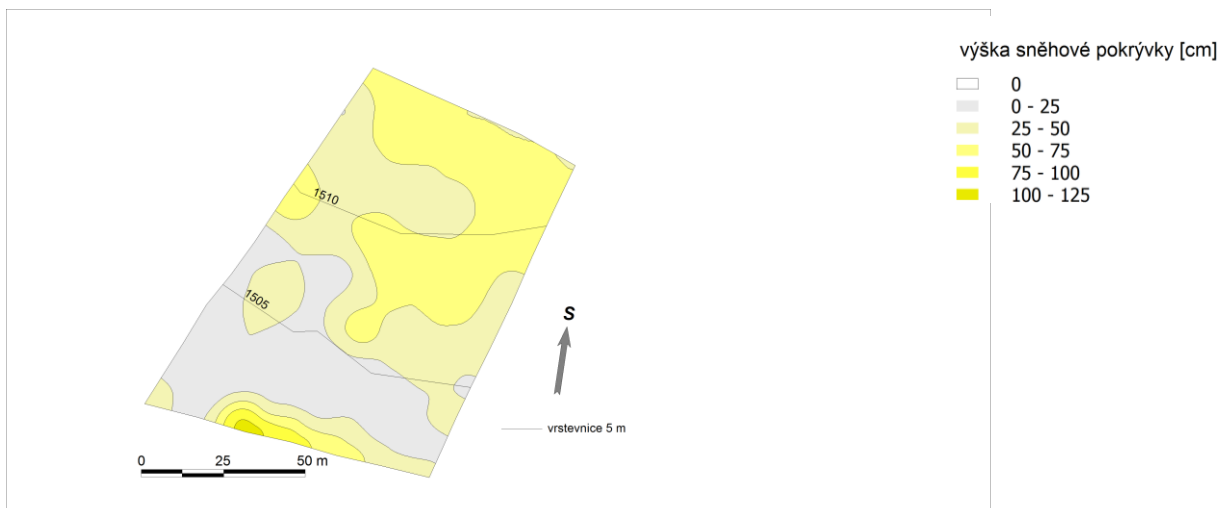 výška sněhové pokrývky [cm]
0
0 - 25
25 - 50
50 - 75
75 - 100
100 - 125
1510
1505
S
vrstevnice 5 m
0 25 50 m